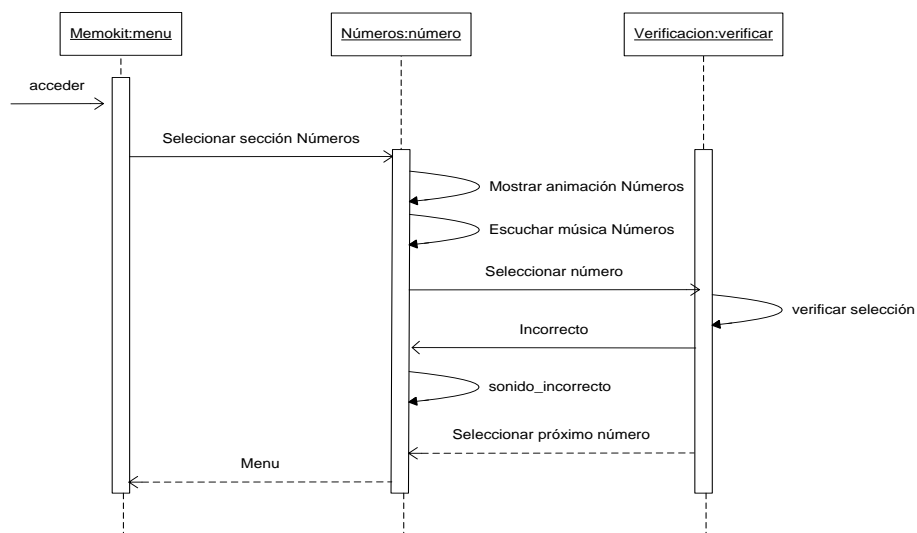 Memokit:menu
Números:número
Verificacion:verificar
acceder
Selecionar sección Números
Mostrar animación Números
Escuchar música Números
Seleccionar número
verificar selección
Incorrecto
sonido_incorrecto
Seleccionar próximo número
Menu